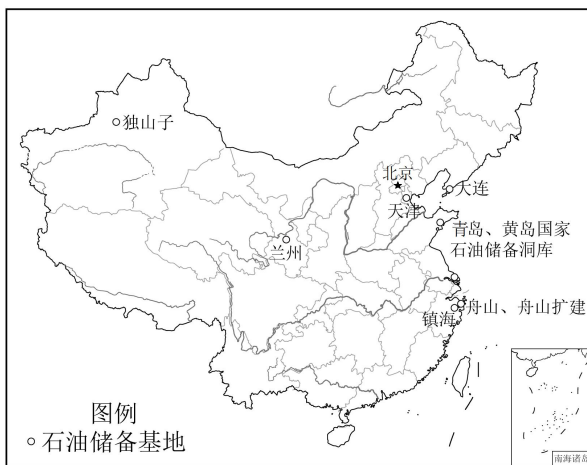 独山子
北京
天津
大连
青岛、黄岛国家
石油储备洞库
兰州
舟山、舟山扩建
镇海
图例
石油储备基地
南海诸岛